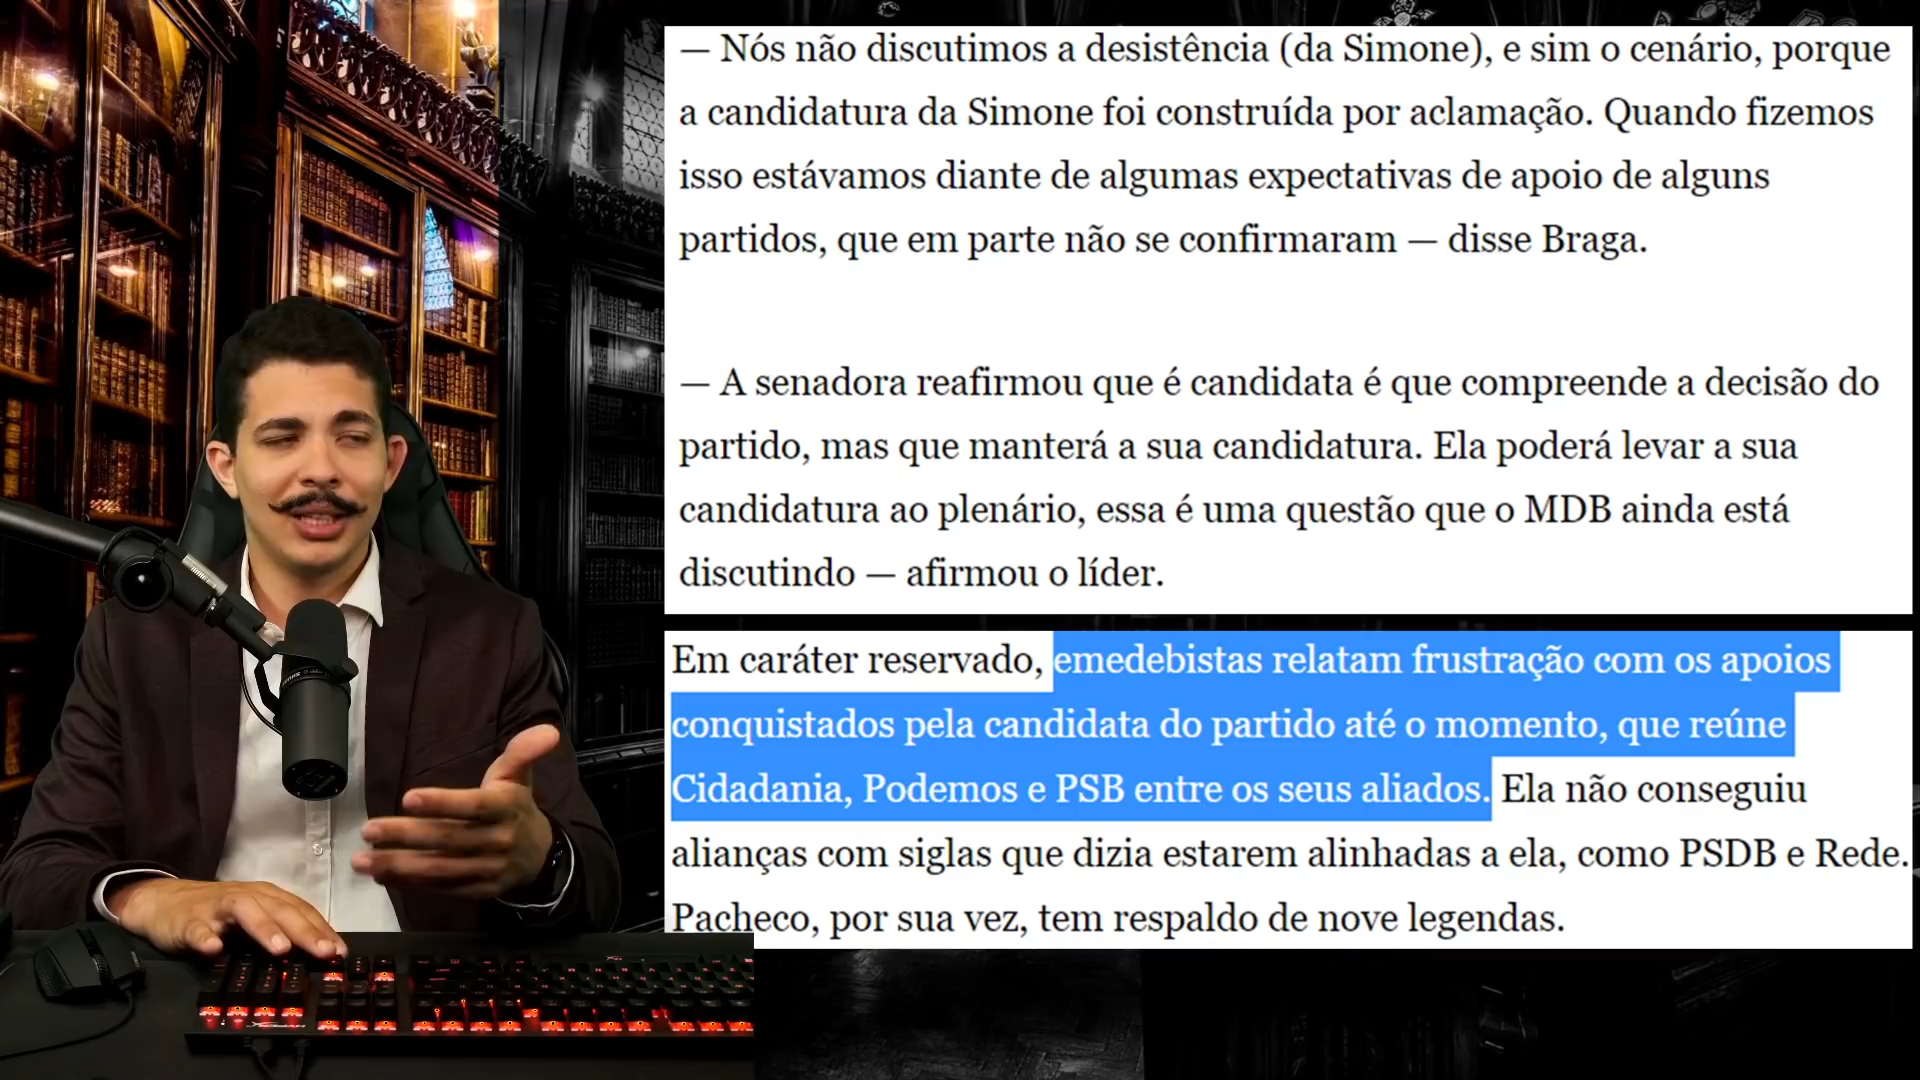 — Nós não discutimos a desistência (da Simone), e sim o cenário, porque
a candidatura da Simone foi construída por aclamação. Quando fizemos
isso estávamos diante de algumas expectativas de apoio de alguns
partidos, que em parte não se confirmaram — disse Braga.
— A senadora reafirmou que é candidata é que compreende a decisão do
partido, mas que manterá a sua candidatura. Ela poderá levar a sua
candidatura ao plenário, essa é uma questão que o MDB ainda está
discutindo — afirmou o líder.
Em caráter reservado, emedebistas relatam frustração com os apoios
conquistados pela candidata do partido até o momento, que reúne
Cidadania, Podemos e PSB entre os seus aliados. Ela não conseguiu
alianças com siglas que dizia estarem alinhadas a ela, como PSDB e Rede.
Pacheco, por sua vez, tem respaldo de nove legendas.